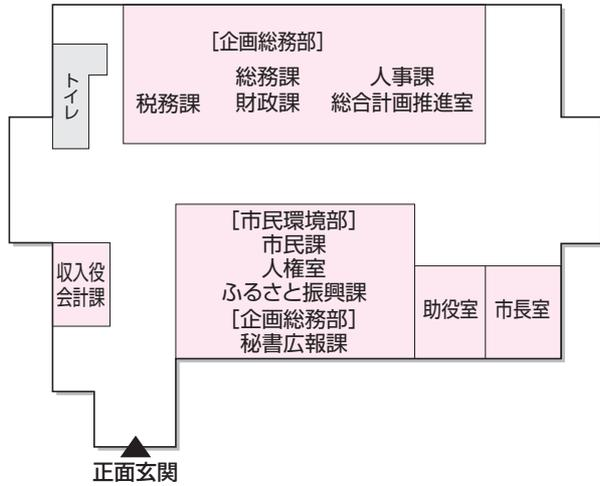 [企画総務部]
総務課 人事課
税務課 財政課 総合計画推進室
トイレ
[市民環境部]
市民課
人権室
ふるさと振興課
[企画総務部]
秘書広報課
収入役
会計課
助役室
市長室
正面玄関